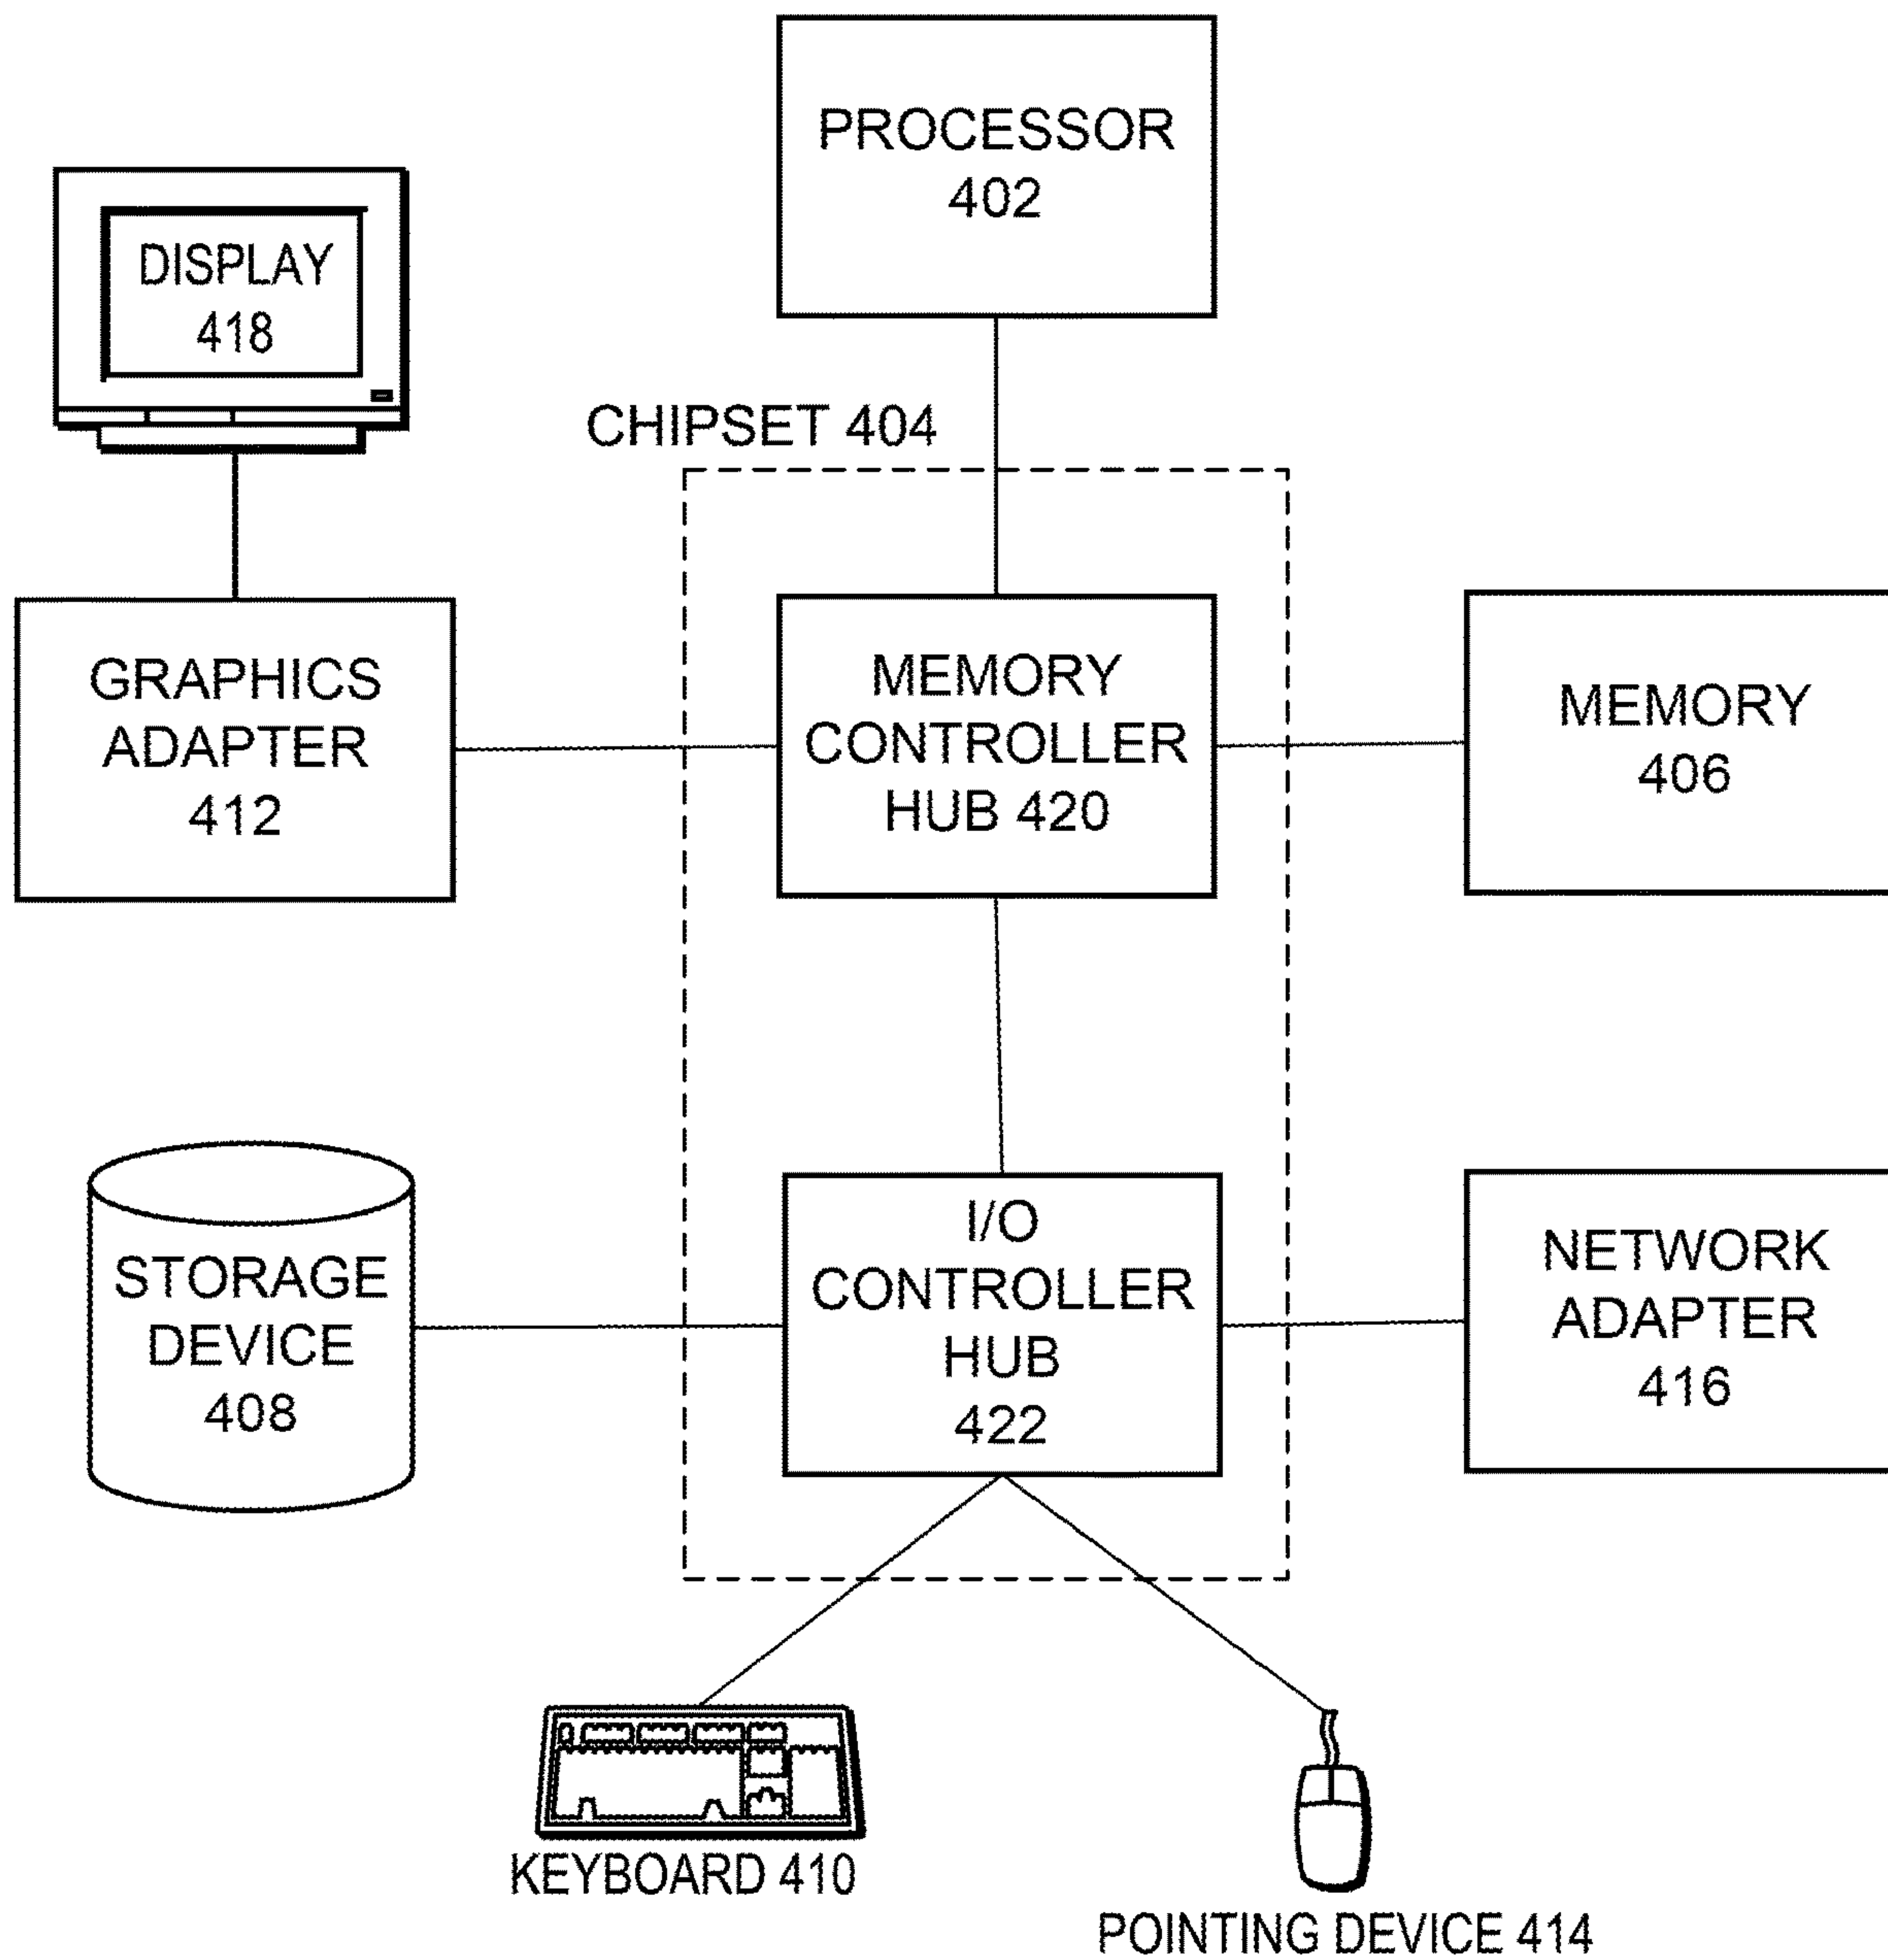 PROCESSOR
402
DISPLAY
418
CHIPSET 404
GRAPHICS
ADAPTER
412
MEMORY
CONTROLLER
HUB 420
MEMORY
406
STORAGE
DEVICE
408
I/O
CONTROLLER
HUB
422
NETWORK
ADAPTER
416
KEYBOARD 410
POINTING DEVICE 414